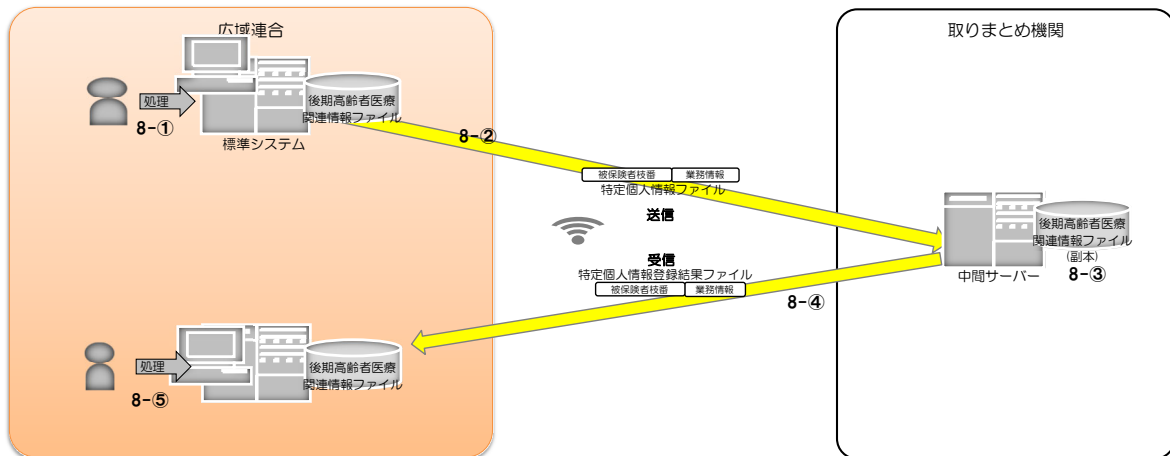 広域連合
取りまとめ機関
処理
8-①
後期高齢者医療
関連情報ファイル
標準システム
8-②
被保険者枝番 業務情報
特定個人情報ファイル
送信
後期高齢者医療
関連情報ファイル
(副本)
中間サーバー
8-③
受信
特定個人情報登録結果ファイル
被保険者枝番 業務情報
8-④
処理
8-⑤
後期高齢者医療
関連情報ファイル